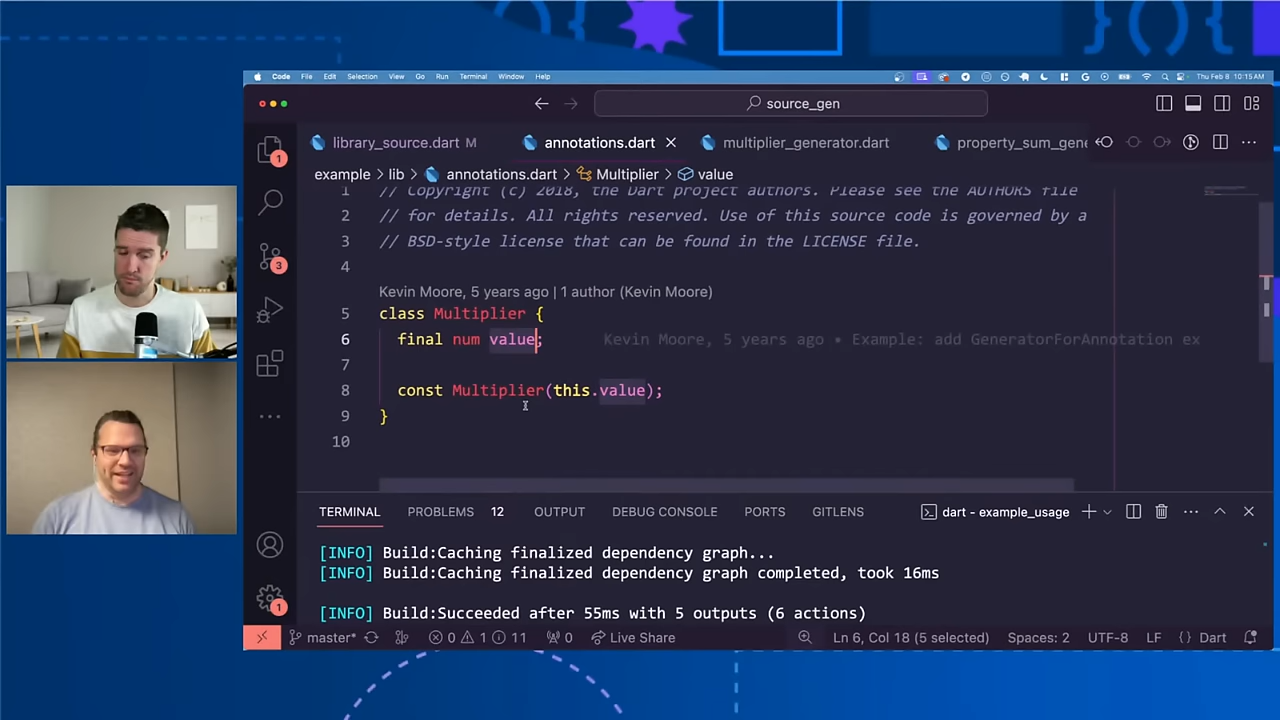 Code File Edit Selection View Go Run Terminal Window Help Thu Feb 8 10:15 AM
source_gen
library_source.dart M annotations.dart multiplier_generator.dart property_sum_gene
example > lib > annotations.dart > Multiplier > value
1 // Copyright (c) 2018, the Dart project authors. Please see the AUTHORS file
2 // for details. All rights reserved. Use of this source code is governed by a
3 // BSD-style license that can be found in the LICENSE file.
4
Kevin Moore, 5 years ago | 1 author (Kevin Moore)
5 class Multiplier {
6 final num value; Kevin Moore, 5 years ago • Example: add GeneratorForAnnotation ex
7
8 const Multiplier(this.value);
9 }
10
1
3
1
TERMINAL PROBLEMS 12 OUTPUT DEBUG CONSOLE PORTS GITLENS dart - example_usage
[INFO] Build:Caching finalized dependency graph...
[INFO] Build:Caching finalized dependency graph completed, took 16ms
[INFO] Build:Succeeded after 55ms with 5 outputs (6 actions)
master* 0 1 11 0 Live Share Ln 6, Col 18 (5 selected) Spaces: 2 UTF-8 LF {} Dart